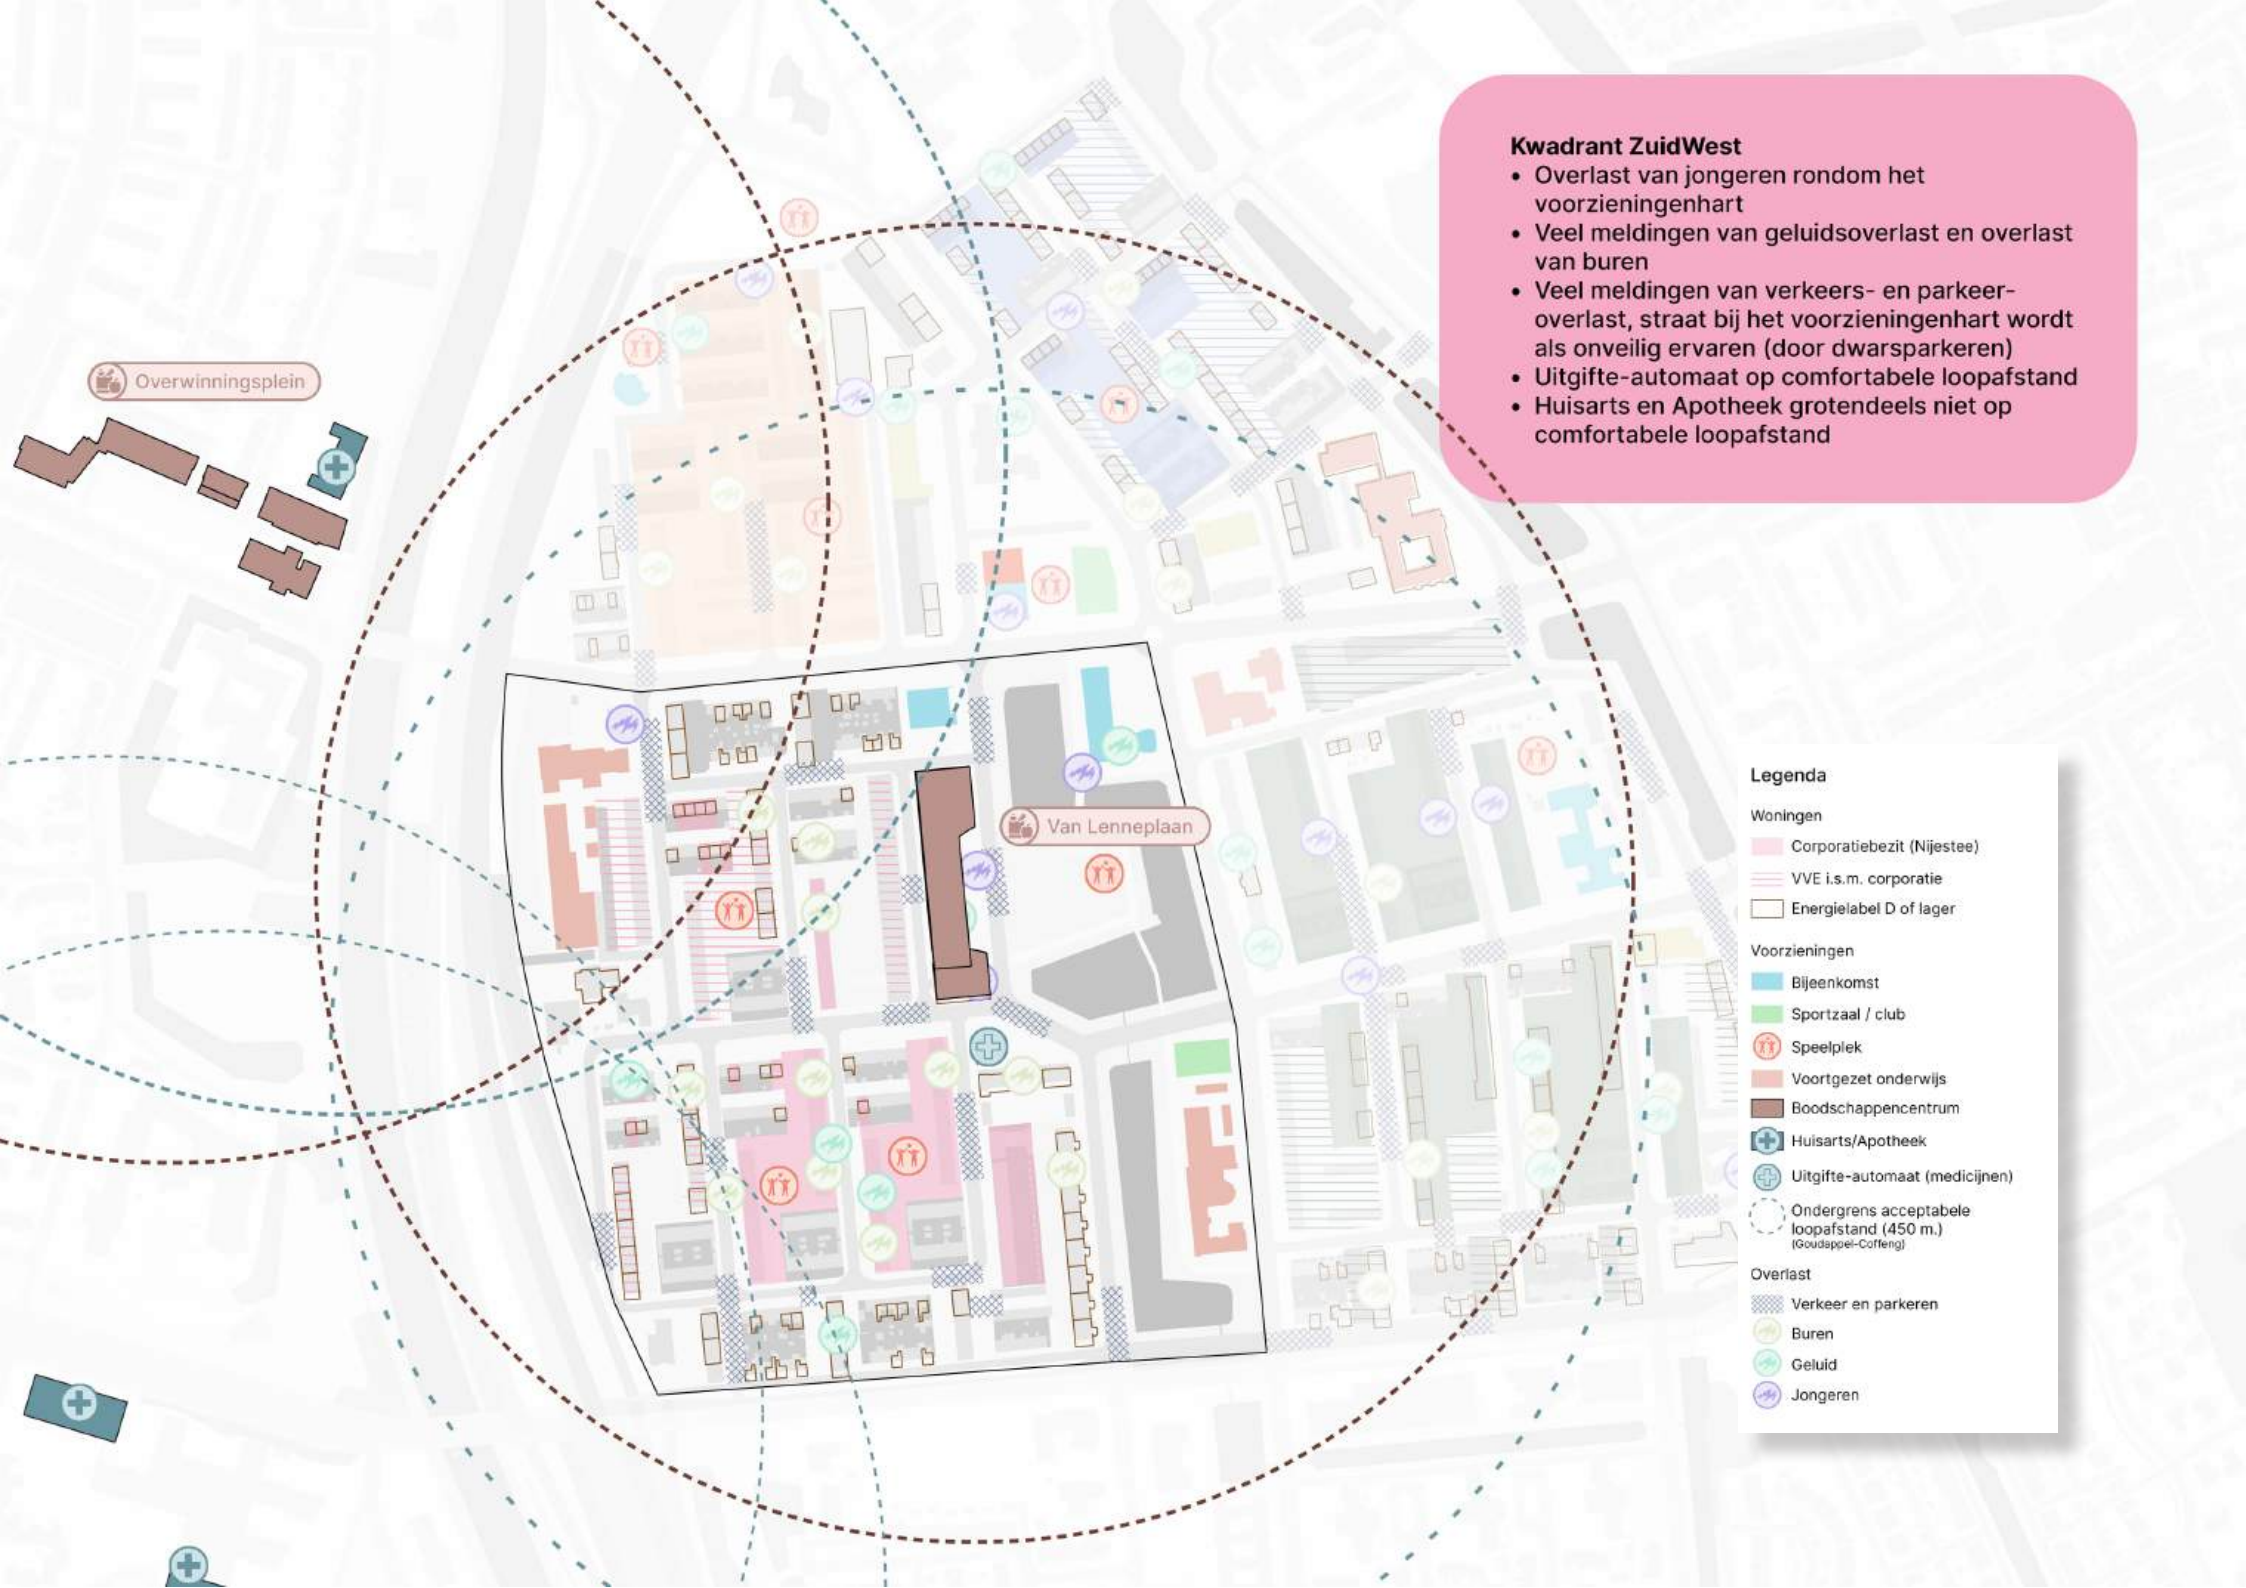 Kwadrant ZuidWest
• Overlast van jongeren rondom het
voorzieningenhart
• Veel meldingen van geluidsoverlast en overlast
van buren
• Veel meldingen van verkeers- en parkeer-
overlast, straat bij het voorzieningenhart wordt
als onveilig ervaren (door dwarsparkeren)
• Uitgifte-automaat op comfortabele loopafstand
• Huisarts en Apotheek grotendeels niet op
comfortabele loopafstand
Overwinningsplein
Van Lenneplaan
Legenda
Woningen
Corporatiebezit (Nijestee)
VVE i.s.m. corporatie
Energielabel D of lager
Voorzieningen
Bijeenkomst
Sportzaal / club
Speelplek
Voortgezet onderwijs
Boodschappencentrum
Huisarts/Apotheek
Uitgifte-automaat (medicijnen)
Ondergrens acceptabele
loopafstand (450 m.)
(Goudappel-Coffeng)
Overlast
Verkeer en parkeren
Buren
Geluid
Jongeren